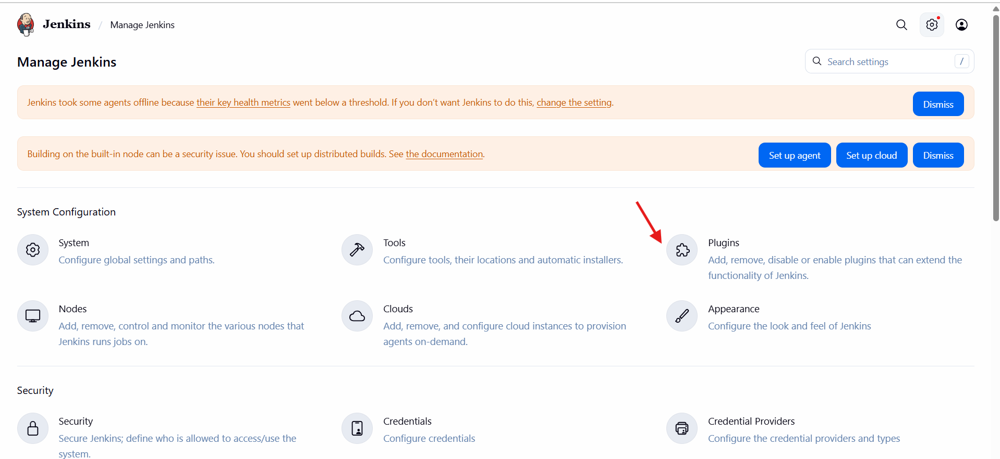 Jenkins / Manage Jenkins
Manage Jenkins
Search settings /
Jenkins took some agents offline because their key health metrics went below a threshold. If you don’t want Jenkins to do this, change the setting.
Dismiss
Building on the built-in node can be a security issue. You should set up distributed builds. See the documentation.
Set up agent
Set up cloud
Dismiss
System Configuration
System
Configure global settings and paths.
Tools
Configure tools, their locations and automatic installers.
Plugins
Add, remove, disable or enable plugins that can extend the
functionality of Jenkins.
Nodes
Add, remove, control and monitor the various nodes that
Jenkins runs jobs on.
Clouds
Add, remove, and configure cloud instances to provision
agents on-demand.
Appearance
Configure the look and feel of Jenkins
Security
Security
Secure Jenkins; define who is allowed to access/use the
system.
Credentials
Configure credentials
Credential Providers
Configure the credential providers and types